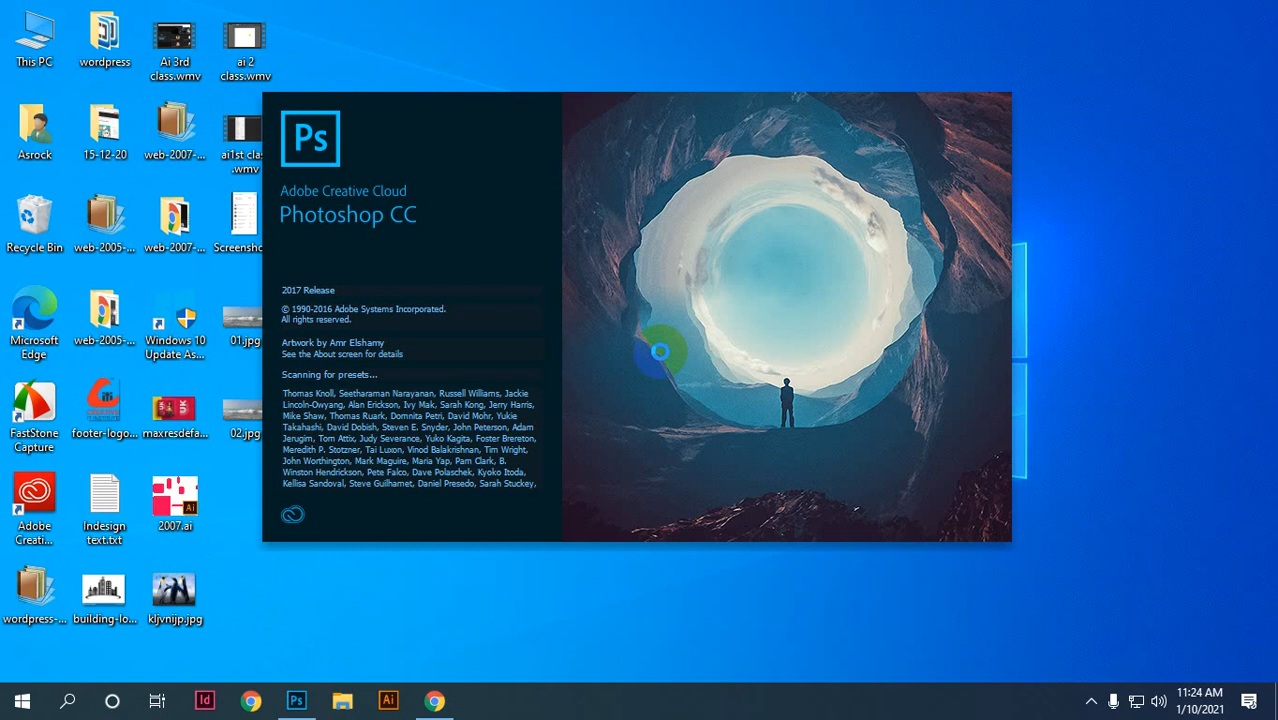 This PC
wordpress
Ai 3rd
class.wmv
ai 2
class.wmv
Asrock
15-12-20
web-2007-...
ai1st clas
.wmv
Recycle Bin
web-2005-...
web-2007-...
Screensho
Microsoft
Edge
web-2005-...
Windows 10
Update As...
01.jpg
FastStone
Capture
footer-logo...
maxresdefa...
02.jpg
Adobe
Creati...
Indesign
text.txt
2007.ai
wordpress-...
building-lo...
kljvnijp.jpg
Ps
Adobe Creative Cloud
Photoshop CC
2017 Release
© 1990-2016 Adobe Systems Incorporated.
All rights reserved.
Artwork by Amr Elshamy
See the About screen for details
Scanning for presets...
Thomas Knoll, Seetharaman Narayanan, Russell Williams, Jackie
Lincoln-Owyang, Alan Erickson, Ivy Mak, Sarah Kong, Jerry Harris,
Mike Shaw, Thomas Ruark, Domnita Petri, David Mohr, Yukie
Takahashi, David Dobish, Steven E. Snyder, John Peterson, Adam
Jerugim, Tom Attix, Judy Severance, Yuko Kagita, Foster Brereton,
Meredith P. Stotzner, Tai Luxon, Vinod Balakrishnan, Tim Wright,
John Worthington, Mark Maguire, Maria Yap, Pam Clark, B.
Winston Hendrickson, Pete Falco, Dave Polaschek, Kyoko Itoda,
Kellisa Sandoval, Steve Guilhamet, Daniel Presedo, Sarah Stuckey,
Id
Ps
Ai
11:24 AM
1/10/2021